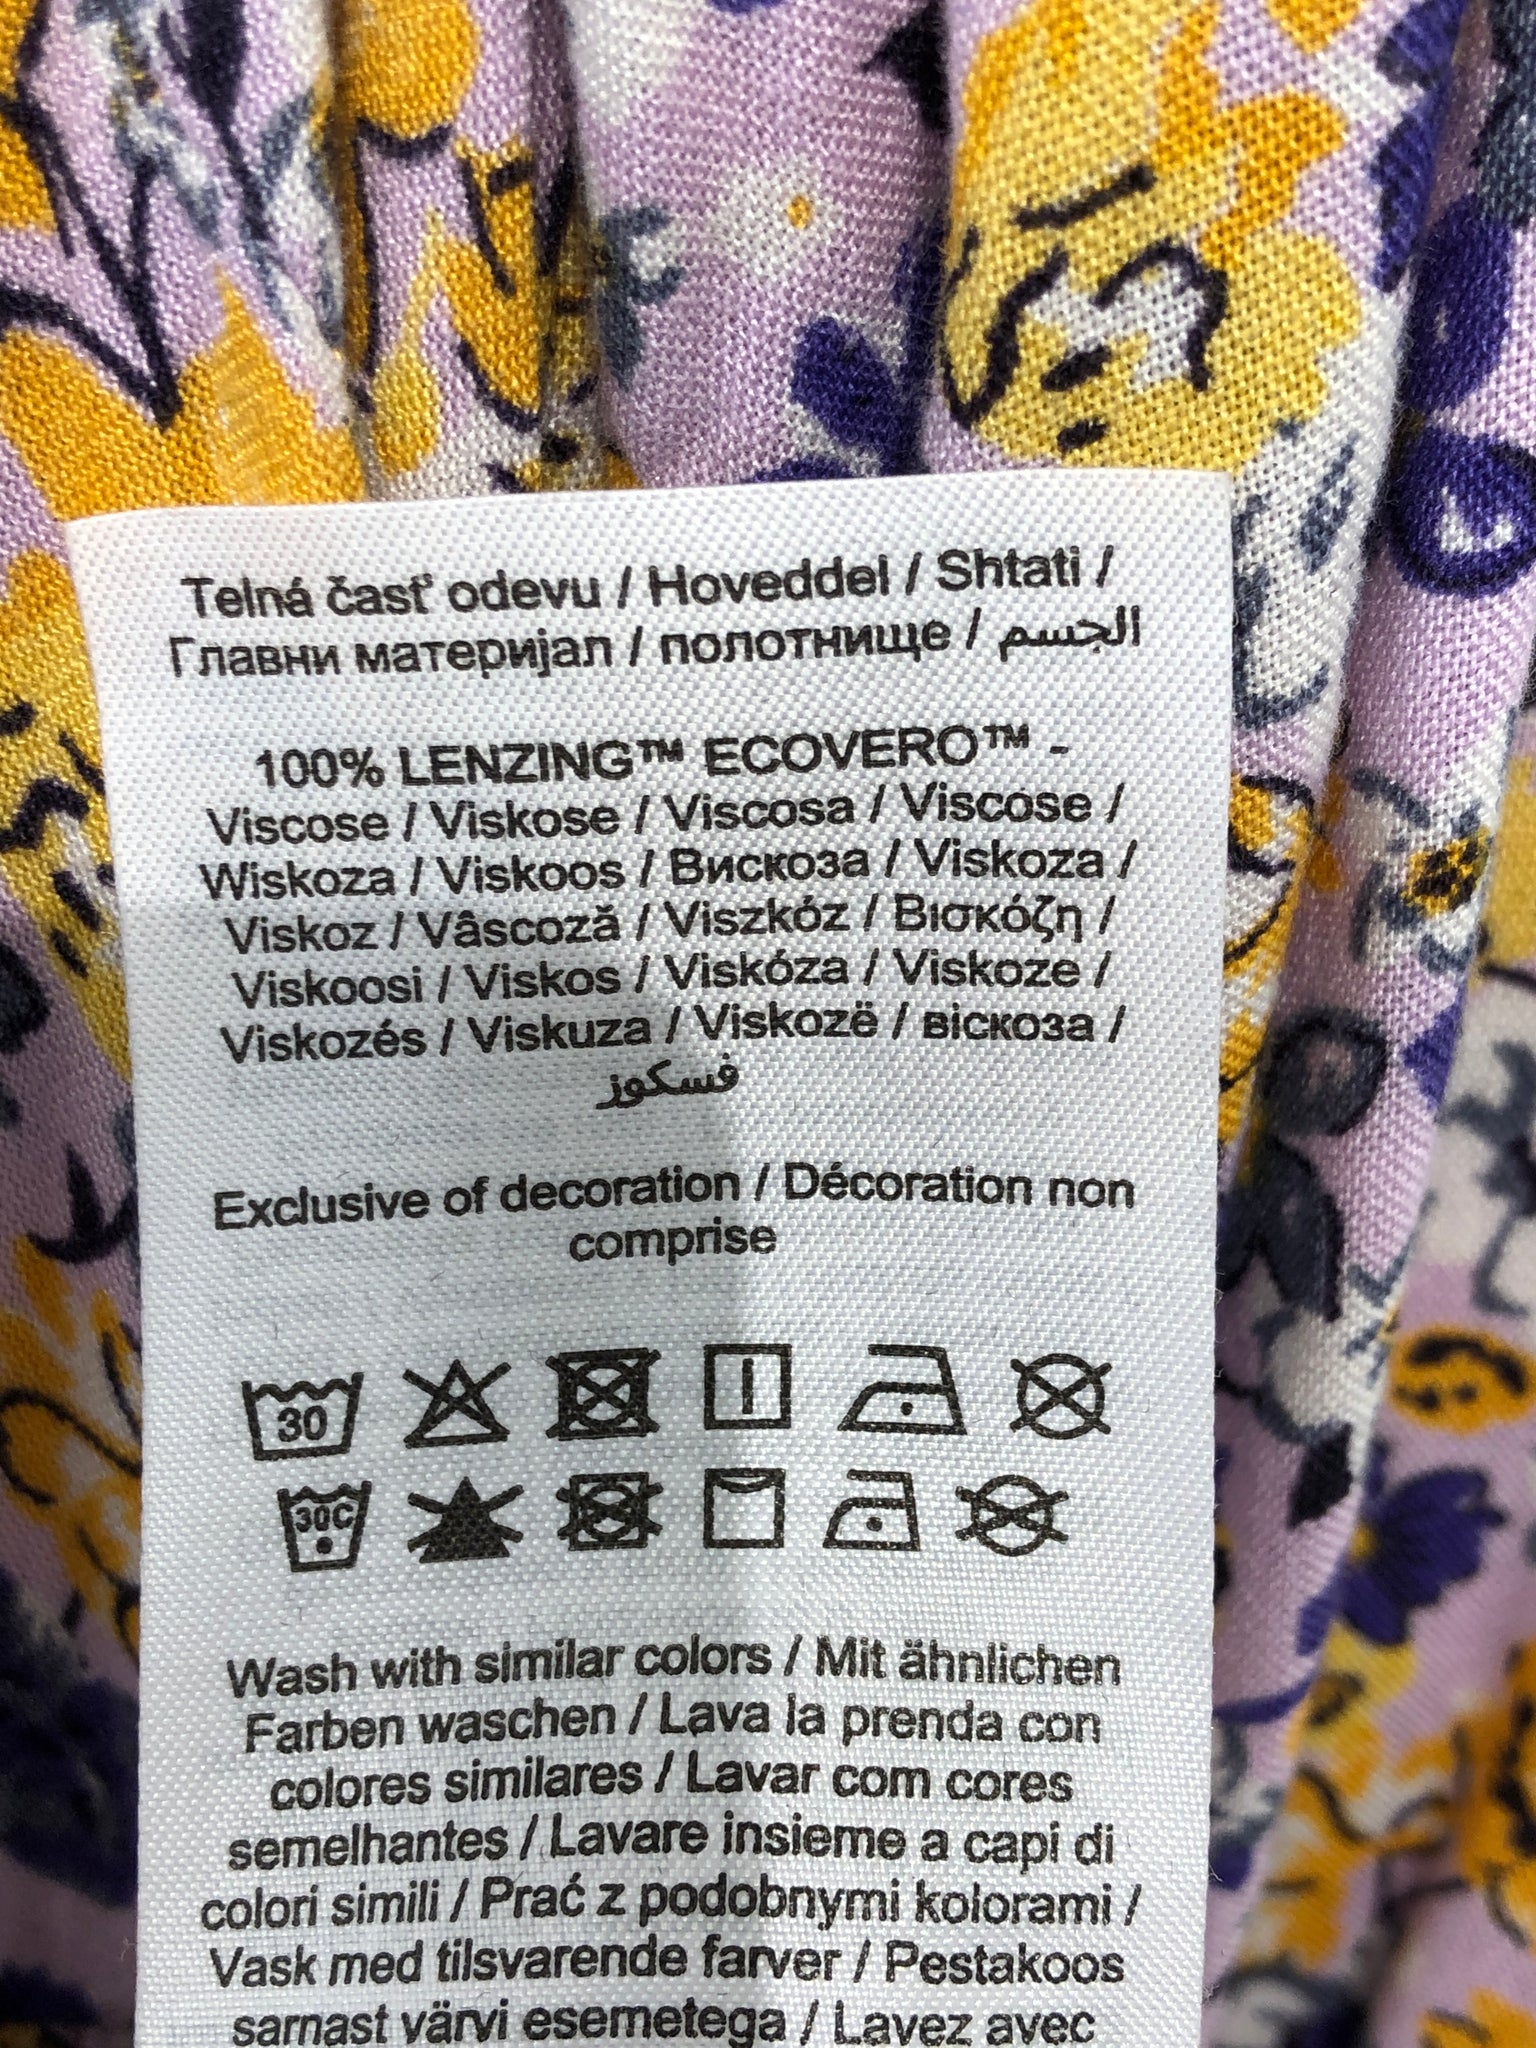 Telná časť odevu / Hoveddel / Shtati /
Главни материјал / полотнище / الجسم
100% LENZING™ ECOVERO™ -
Viscose / Viskose / Viscosa / Viscose /
Wiskoza / Viskoos / Вискоза / Viskoza /
Viskoz / Vâscoză / Viszkóz / Βισκόζη /
Viskoosi / Viskos / Viskóza / Viskoze /
Viskozés / Viskuza / Viskozë / віскоза /
فسكوز
Exclusive of decoration / Décoration non
comprise
30
30C
Wash with similar colors / Mit ähnlichen
Farben waschen / Lava la prenda con
colores similares / Lavar com cores
semelhantes / Lavare insieme a capi di
colori simili / Prać z podobnymi kolorami /
Vask med tilsvarende farver / Pestakoos
sarnast värvi esemetega / Lavez avec